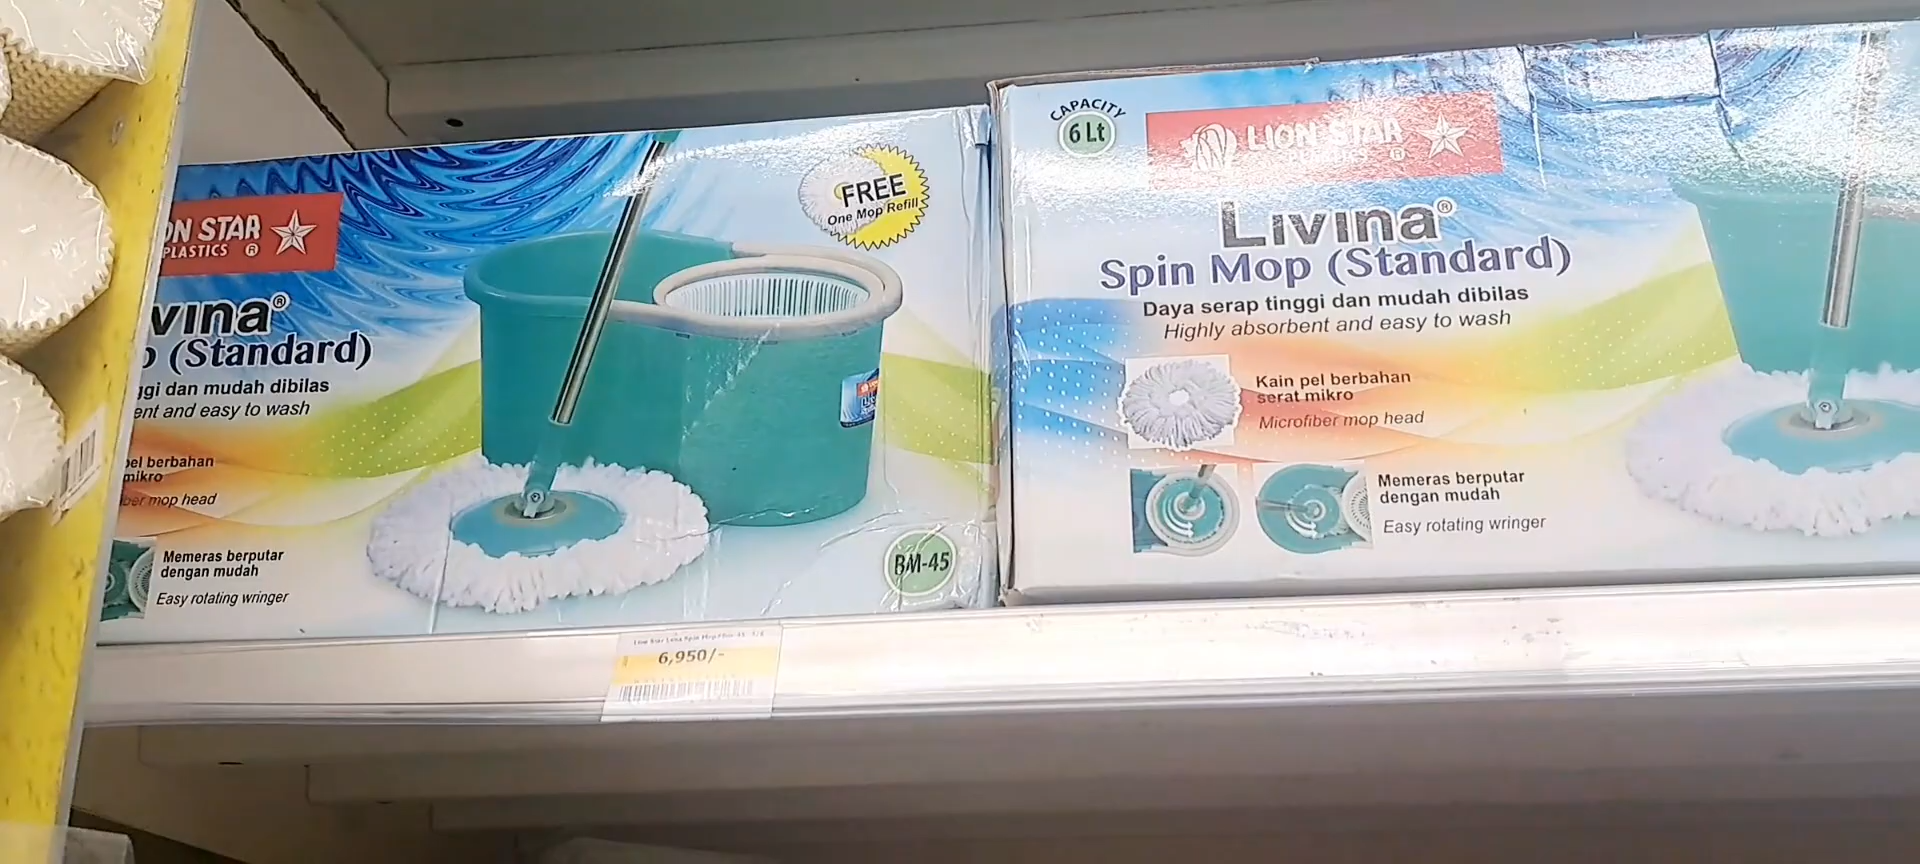 ON STAR
PLASTICS ®
vina®
p (Standard)
ggi dan mudah dibilas
ent and easy to wash
pel berbahan
mikro
ber mop head
Memeras berputar
dengan mudah
Easy rotating wringer
FREE
One Mop Refill
BM-45
6,950/-
CAPACITY
6 Lt
LION STAR
PLASTICS ®
Livina®
Spin Mop (Standard)
Daya serap tinggi dan mudah dibilas
Highly absorbent and easy to wash
Kain pel berbahan
serat mikro
Microfiber mop head
Memeras berputar
dengan mudah
Easy rotating wringer